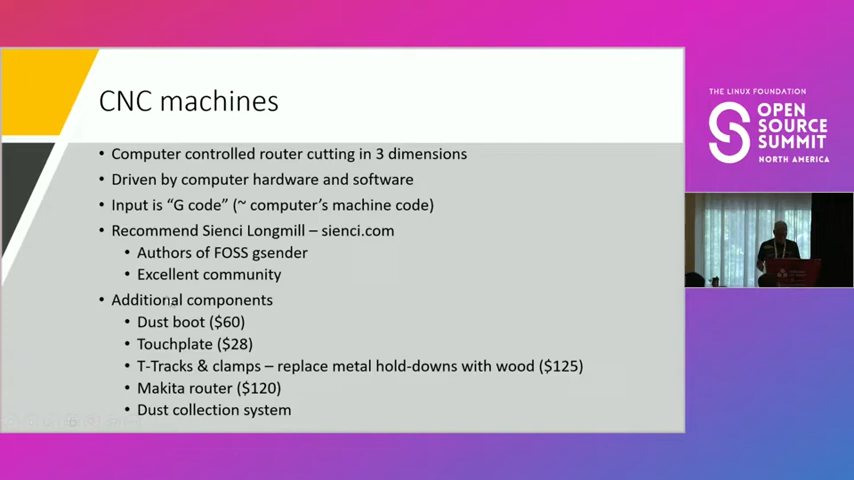 CNC machines
• Computer controlled router cutting in 3 dimensions
• Driven by computer hardware and software
• Input is “G code” (~ computer’s machine code)
• Recommend Sienci Longmill – sienci.com
• Authors of FOSS gsender
• Excellent community
• Additional components
• Dust boot ($60)
• Touchplate ($28)
• T-Tracks & clamps – replace metal hold-downs with wood ($125)
• Makita router ($120)
• Dust collection system
THE LINUX FOUNDATION
OPEN
SOURCE
SUMMIT
NORTH AMERICA